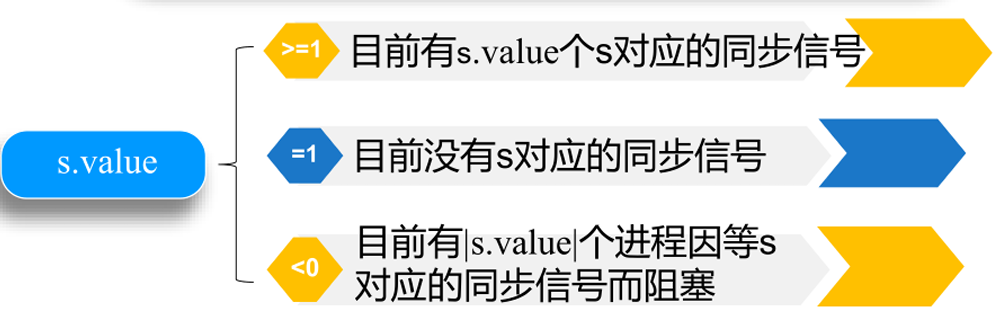 >=1
目前有s.value个s对应的同步信号
s.value
=1
目前没有s对应的同步信号
<0
目前有|s.value|个进程因等s
对应的同步信号而阻塞